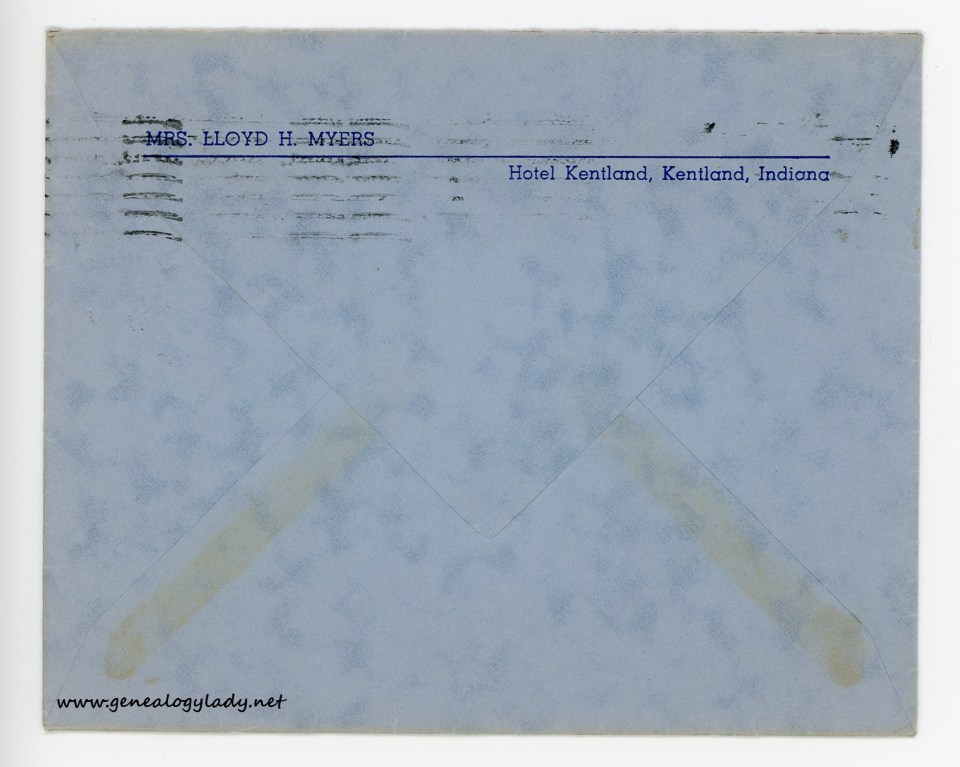 MRS. LLOYD H. MYERS
Hotel Kentland, Kentland, Indiana
www.genealogylady.net